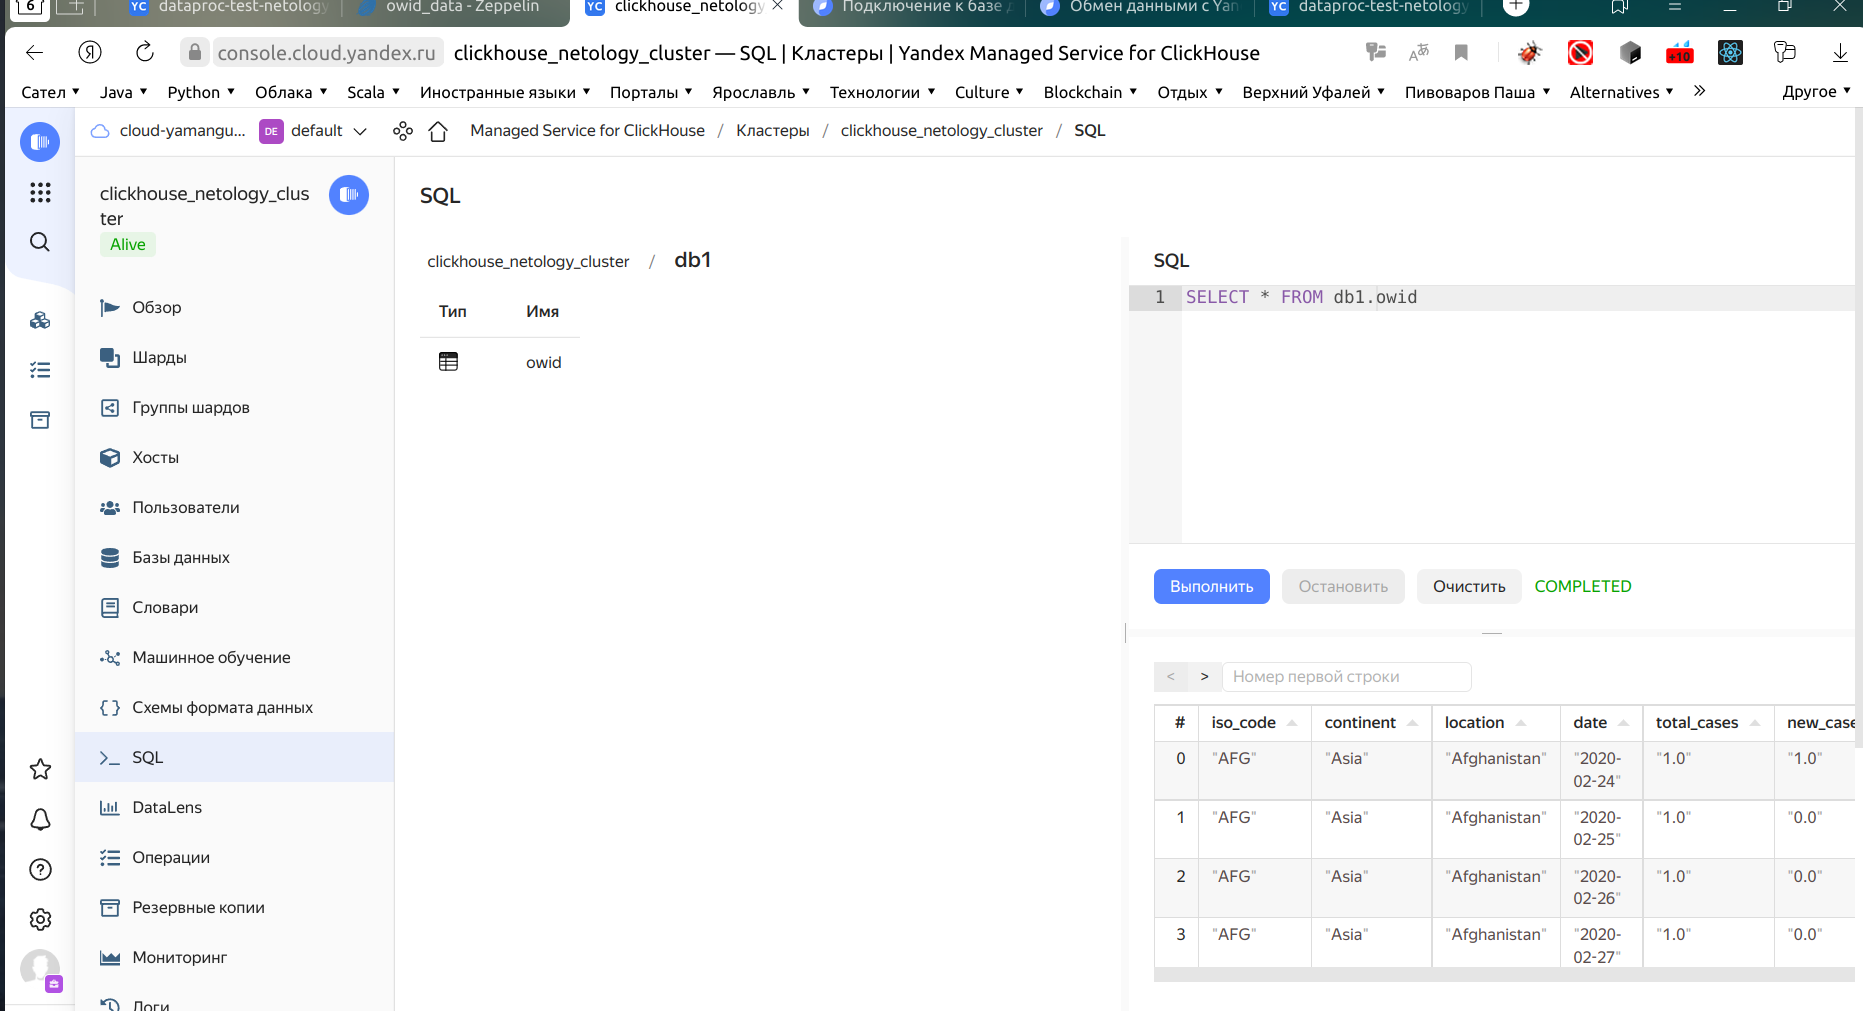 6
YC dataproc-test-netology
owid_data - Zeppelin
YC clickhouse_netology
Подключение к базе
Обмен данными с Yan
YC dataproc-test-netology
Я
console.cloud.yandex.ru clickhouse_netology_cluster — SQL | Кластеры | Yandex Managed Service for ClickHouse
+10
Сател Java Python Облака Scala Иностранные языки Порталы Ярославль Технологии Culture Blockchain Отдых Верхний Уфалей Пивоваров Паша Alternatives » Другое
cloud-yamangu... DE default Managed Service for ClickHouse / Кластеры / clickhouse_netology_cluster / SQL
clickhouse_netology_clus
ter
Alive
Обзор
Шарды
Группы шардов
Хосты
Пользователи
Базы данных
Словари
Машинное обучение
Схемы формата данных
SQL
DataLens
Операции
Резервные копии
Мониторинг
Логи
SQL
clickhouse_netology_cluster / db1
Тип Имя
owid
SQL
1 SELECT * FROM db1.owid
Выполнить Остановить Очистить COMPLETED
< > Номер первой строки
# iso_code continent location date total_cases new_case
0 "AFG" "Asia" "Afghanistan" "2020-02-24" "1.0" "1.0"
1 "AFG" "Asia" "Afghanistan" "2020-02-25" "1.0" "0.0"
2 "AFG" "Asia" "Afghanistan" "2020-02-26" "1.0" "0.0"
3 "AFG" "Asia" "Afghanistan" "2020-02-27" "1.0" "0.0"